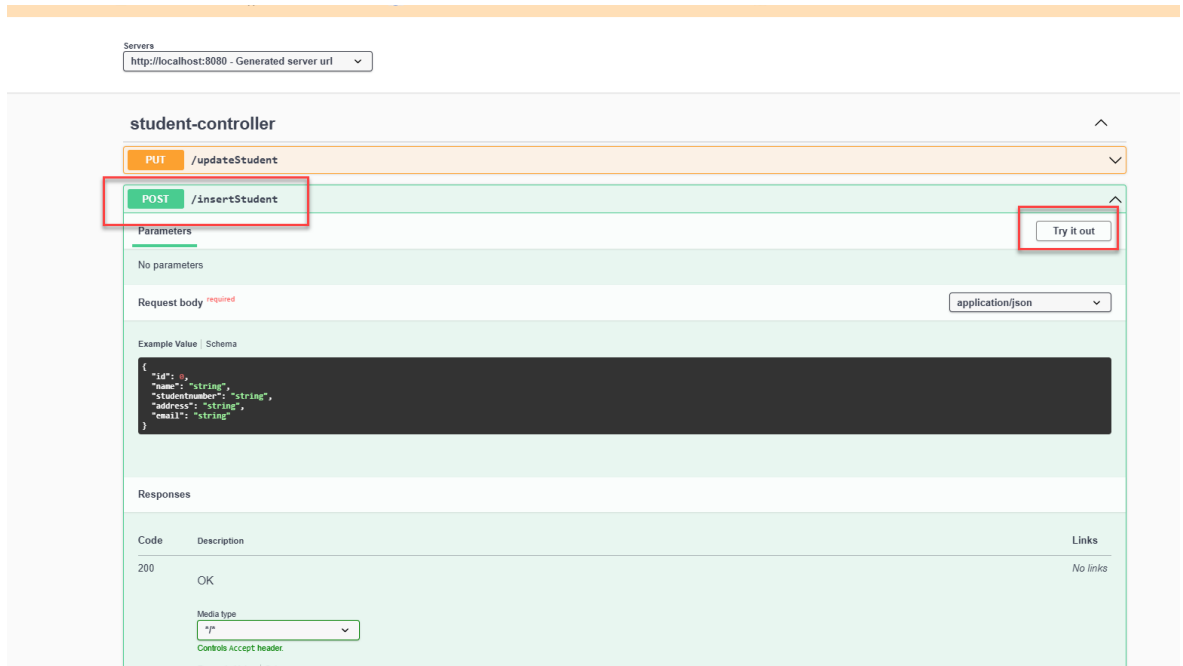 Servers
http://localhost:8080 - Generated server url
student-controller
PUT /updateStudent
POST /insertStudent
Parameters
Try it out
No parameters
Request body required
application/json
Example Value | Schema
{
"id": 0,
"name": "string",
"studentnumber": "string",
"address": "string",
"email": "string"
}
Responses
Code Description Links
200 OK No links
Media type
*/*
Controls Accept header.